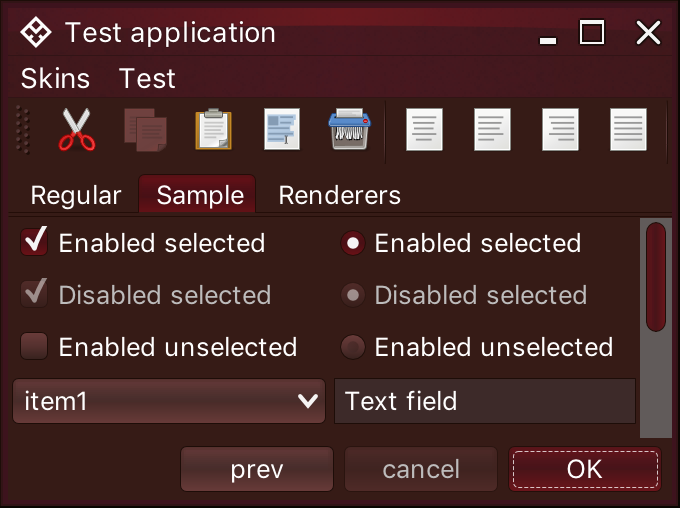 Test application
Skins Test
Regular Sample Renderers
Enabled selected Enabled selected
Disabled selected Disabled selected
Enabled unselected Enabled unselected
item1 Text field
prev cancel OK